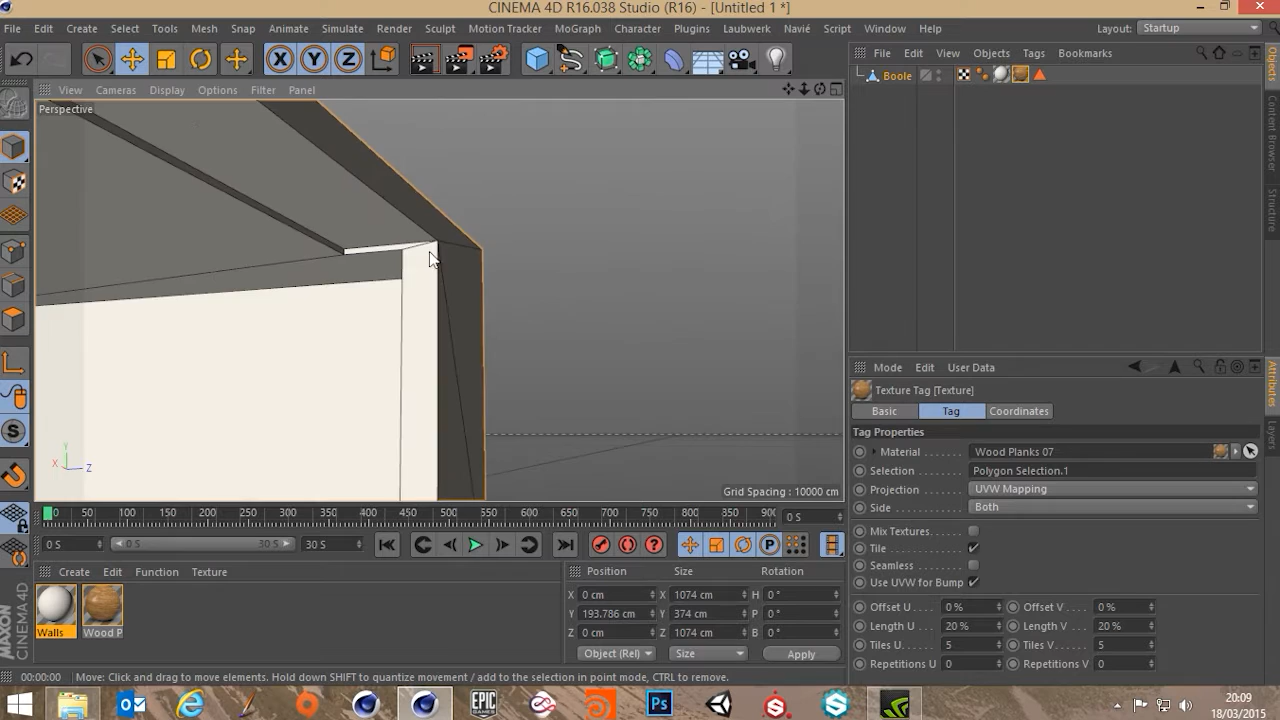 CINEMA 4D R16.038 Studio (R16) - [Untitled 1 *]
File Edit Create Select Tools Mesh Snap Animate Simulate Render Sculpt Motion Tracker MoGraph Character Plugins Laubwerk Navié Script Window Help Layout: Startup
X Y Z
File Edit View Objects Tags Bookmarks
Boole
View Cameras Display Options Filter Panel
Perspective
Y
X Z
Grid Spacing : 10000 cm
Objects
Content Browser
Structure
Mode Edit User Data
Texture Tag [Texture]
Basic Tag Coordinates
Tag Properties
Material Wood Planks 07
Selection Polygon Selection.1
Projection UVW Mapping
Side Both
Mix Textures
Tile
Seamless
Use UVW for Bump
Offset U 0 % Offset V 0 %
Length U 20 % Length V 20 %
Tiles U 5 Tiles V 5
Repetitions U 0 Repetitions V 0
Attributes
Layers
0 50 100 150 200 250 300 350 400 450 500 550 600 650 700 750 800 850 900 0 S
0 S 0 S 30 S 30 S
Create Edit Function Texture
Walls Wood P
Position Size Rotation
X 0 cm X 1074 cm H 0 °
Y 193.786 cm Y 374 cm P 0 °
Z 0 cm Z 1074 cm B 0 °
Object (Rel) Size Apply
MAXON CINEMA 4D
00:00:00 Move: Click and drag to move elements. Hold down SHIFT to quantize movement / add to the selection in point mode, CTRL to remove.
EPIC GAMES
Ps
20:09
18/03/2015